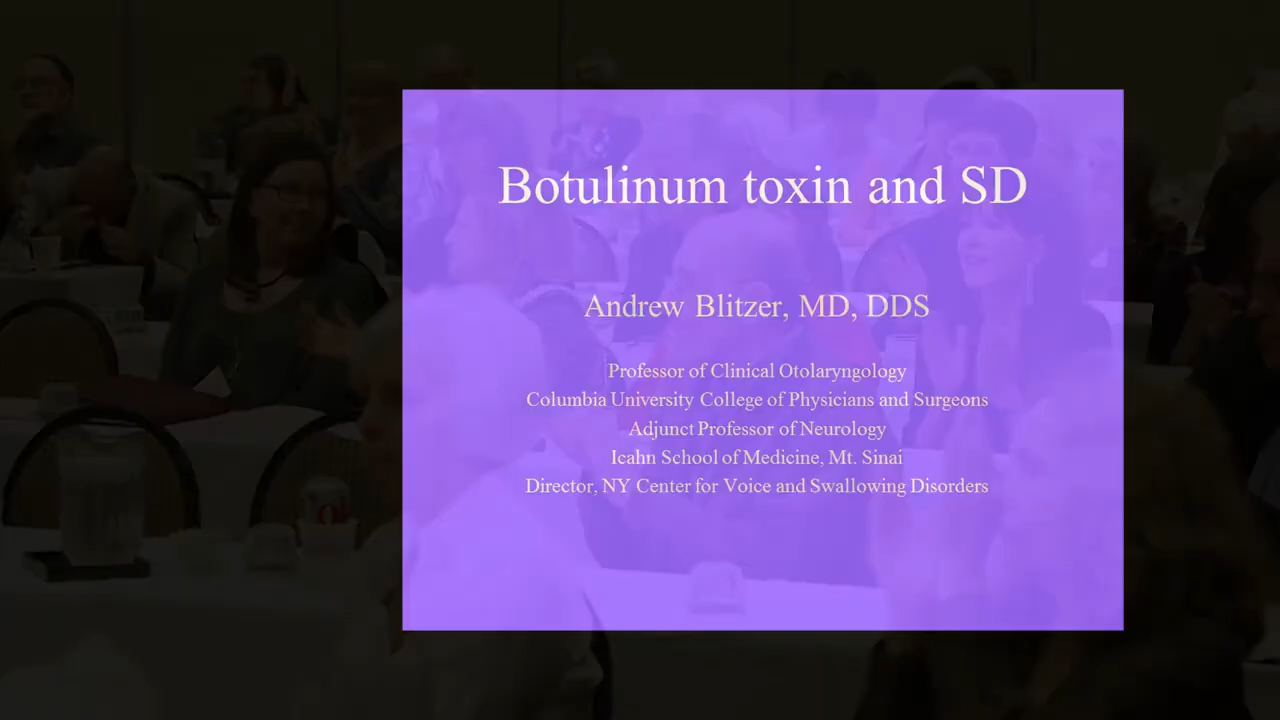 Botulinum toxin and SD
Andrew Blitzer, MD, DDS
Professor of Clinical Otolaryngology
Columbia University College of Physicians and Surgeons
Adjunct Professor of Neurology
Icahn School of Medicine, Mt. Sinai
Director, NY Center for Voice and Swallowing Disorders